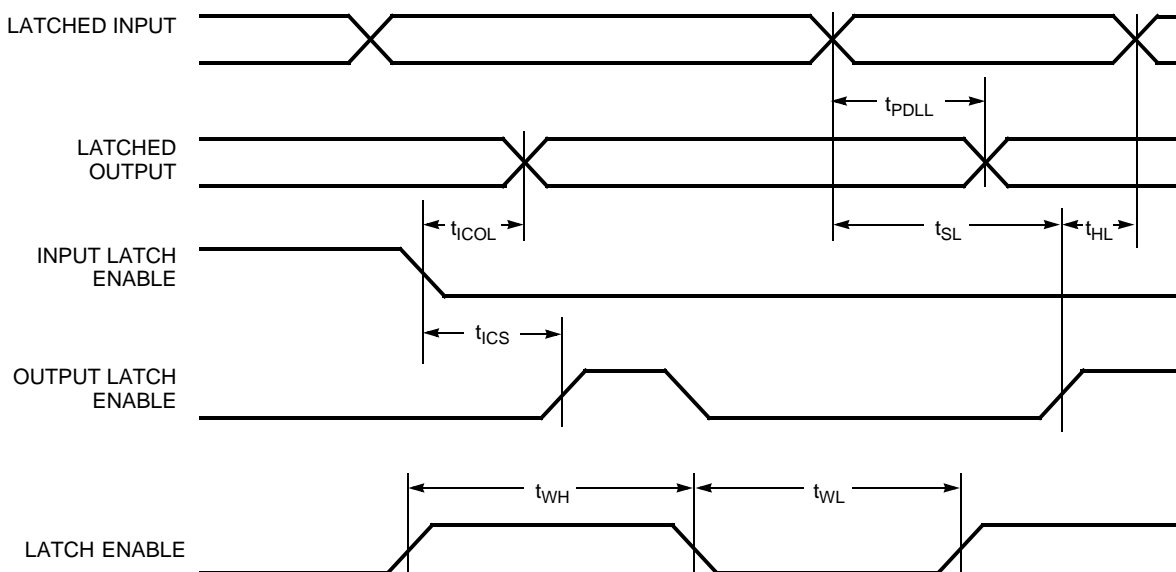 LATCHED INPUT
tPDLL
LATCHED
OUTPUT
tICOL
tSL
tHL
INPUT LATCH
ENABLE
tICS
OUTPUT LATCH
ENABLE
tWH
tWL
LATCH ENABLE